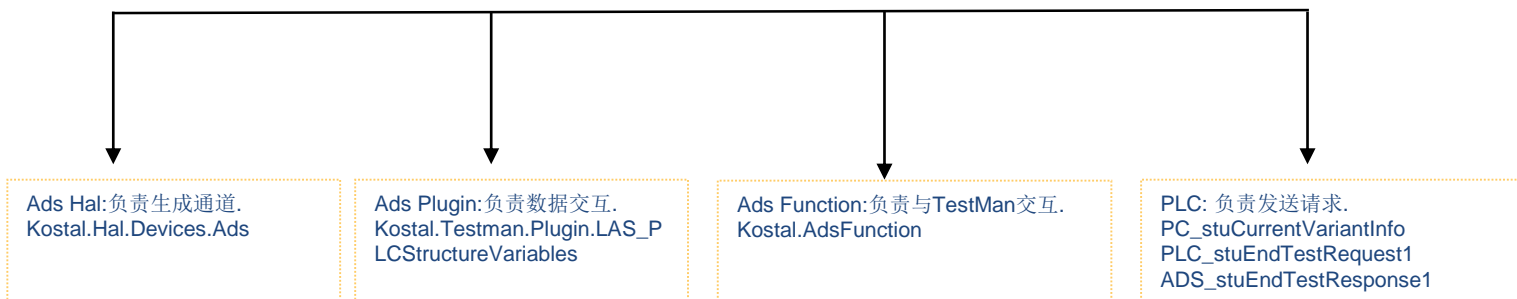 Ads Hal:负责生成通道.
Kostal.Hal.Devices.Ads
Ads Plugin:负责数据交互.
Kostal.Testman.Plugin.LAS_P
LCStructureVariables
Ads Function:负责与TestMan交互.
Kostal.AdsFunction
PLC: 负责发送请求.
PC_stuCurrentVariantInfo
PLC_stuEndTestRequest1
ADS_stuEndTestResponse1